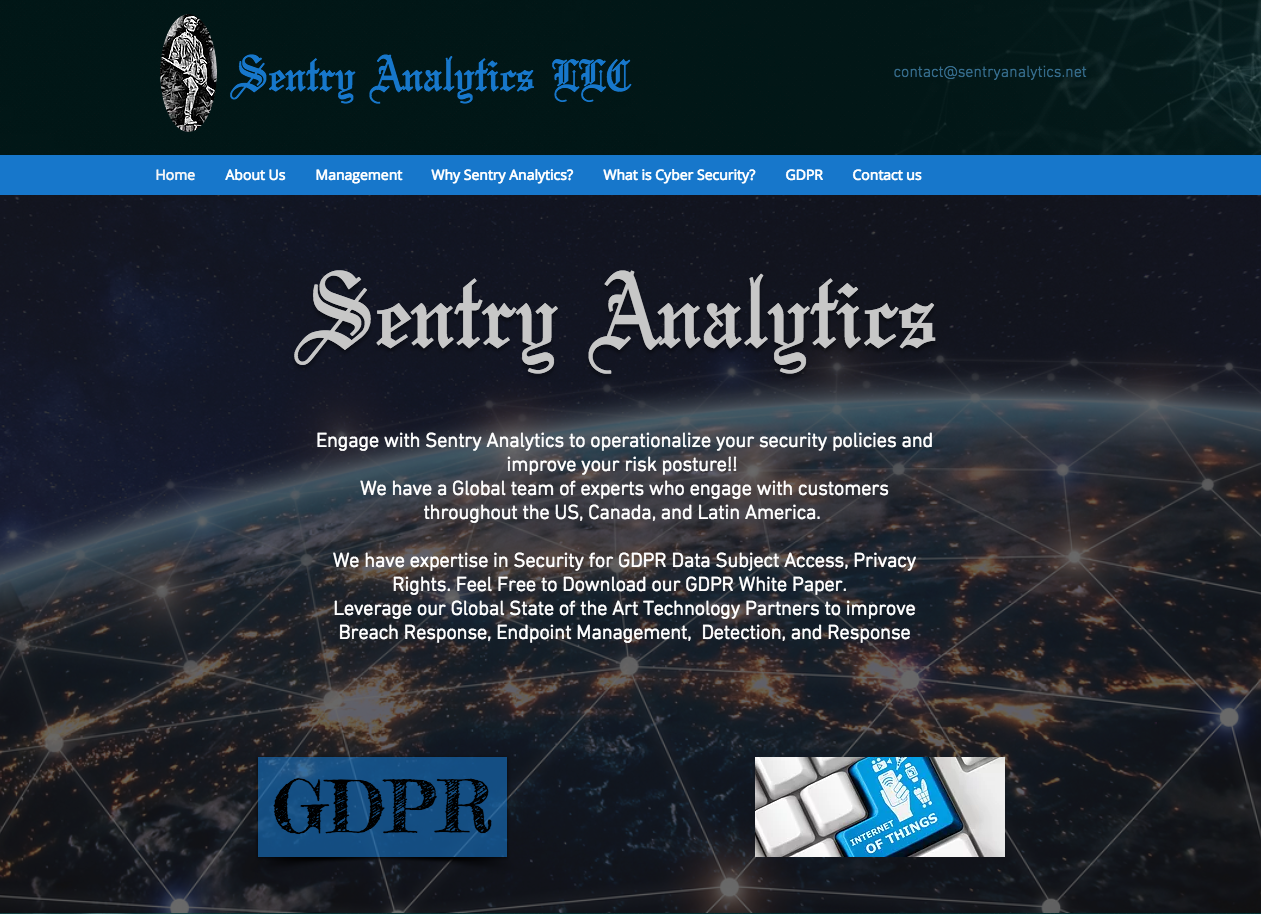 Sentry Analytics LLC
contact@sentryanalytics.net
Home About Us Management Why Sentry Analytics? What is Cyber Security? GDPR Contact us
Sentry Analytics
Engage with Sentry Analytics to operationalize your security policies and
improve your risk posture!!
We have a Global team of experts who engage with customers
throughout the US, Canada, and Latin America.
We have expertise in Security for GDPR Data Subject Access, Privacy
Rights. Feel Free to Download our GDPR White Paper.
Leverage our Global State of the Art Technology Partners to improve
Breach Response, Endpoint Management,  Detection, and Response
GDPR
INTERNET
OF THINGS